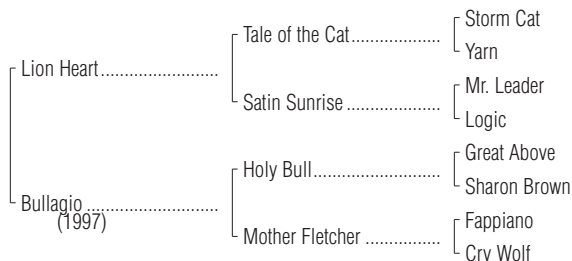 Storm Cat
Tale of the Cat
Yarn
Lion Heart
Mr. Leader
Satin Sunrise
Logic
Great Above
Holy Bull
Sharon Brown
Bullagio
(1997)
Fappiano
Mother Fletcher
Cry Wolf